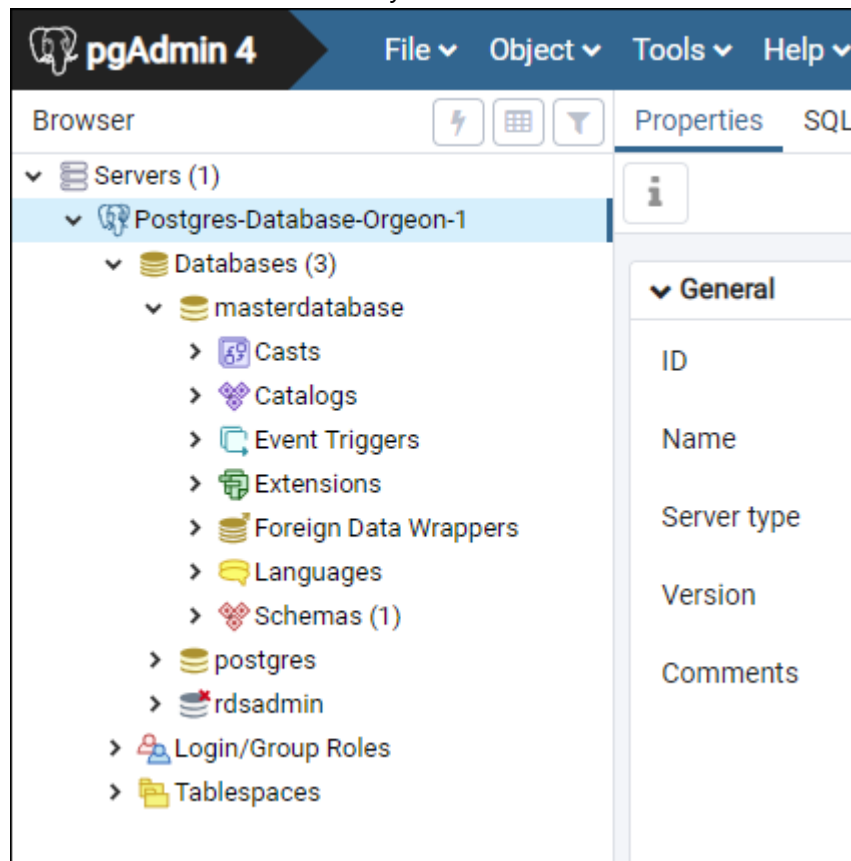 pgAdmin 4 File Object Tools Help
Browser Properties SQL
Servers (1)
Postgres-Database-Orgeon-1
Databases (3)
General
masterdatabase
Casts
ID
Catalogs
Event Triggers
Name
Extensions
Foreign Data Wrappers
Server type
Languages
Version
Schemas (1)
postgres
Comments
rdsadmin
Login/Group Roles
Tablespaces